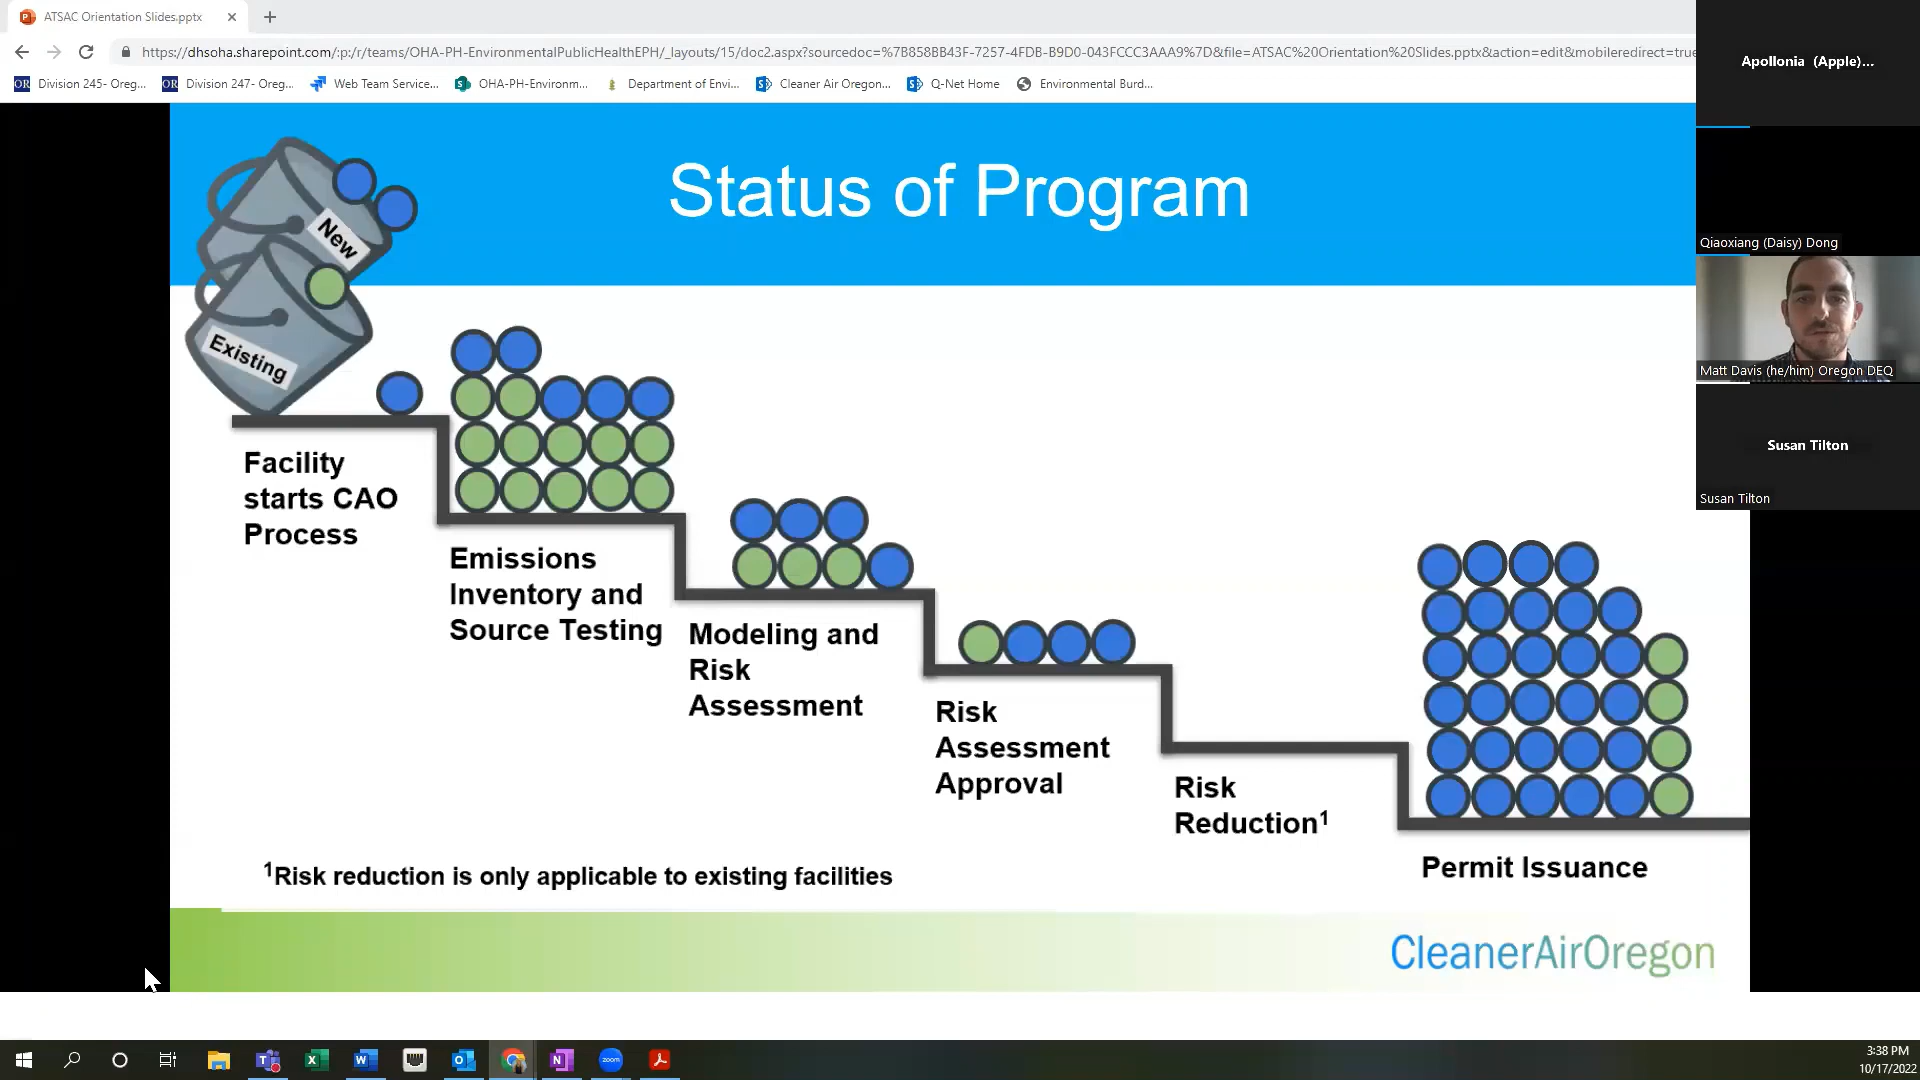 ATSAC Orientation Slides.pptx
https://dhsoha.sharepoint.com/:p:/r/teams/OHA-PH-EnvironmentalPublicHealthEPH/_layouts/15/doc2.aspx?sourcedoc=%7B858BB43F-7257-4FDB-B9D0-043FCCC3AAA9%7D&file=ATSAC%20Orientation%20Slides.pptx&action=edit&mobileredirect=true
OR Division 245- Oreg...
OR Division 247- Oreg...
Web Team Service...
OHA-PH-Environm...
Department of Envi...
Cleaner Air Oregon...
Q-Net Home
Environmental Burd...
Apollonia (Apple)...
Qiaoxiang (Daisy) Dong
Matt Davis (he/him) Oregon DEQ
Susan Tilton
Susan Tilton
Status of Program
New
Existing
Facility
starts CAO
Process
Emissions
Inventory and
Source Testing
Modeling and
Risk
Assessment
Risk
Assessment
Approval
Risk
Reduction¹
Permit Issuance
¹Risk reduction is only applicable to existing facilities
CleanerAirOregon
zoom
3:38 PM
10/17/2022